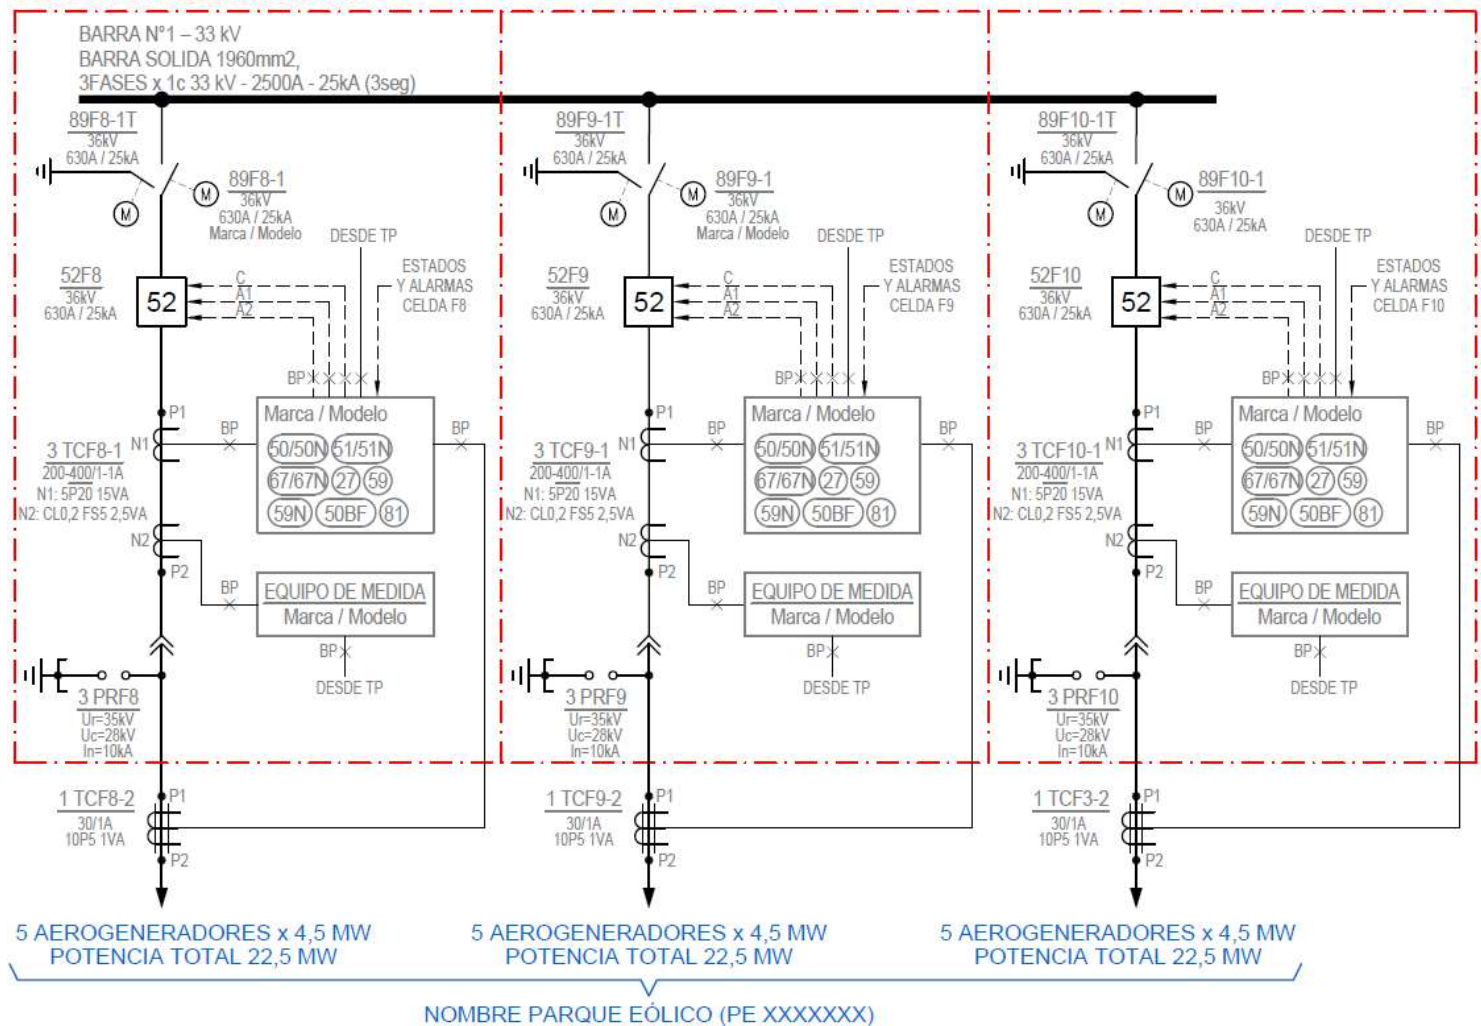 BARRA N°1 – 33 kV
BARRA SOLIDA 1960mm2,
3FASES x 1c 33 kV - 2500A - 25kA (3seg)
89F8-1T
36kV
630A / 25kA
M
M
89F8-1
36kV
630A / 25kA
Marca / Modelo
DESDE TP
52F8
36kV
630A / 25kA
52
C
A1
A2
ESTADOS
Y ALARMAS
CELDA F8
BP
P1
N1
BP
Marca / Modelo
50/50N 51/51N
67/67N 27 59
59N 50BF 81
BP
3 TCF8-1
200-400/1-1A
N1: 5P20 15VA
N2: CL0,2 FS5 2,5VA
N2
P2
BP
EQUIPO DE MEDIDA
Marca / Modelo
BP
DESDE TP
3 PRF8
Ur=35kV
Uc=28kV
In=10kA
1 TCF8-2
30/1A
10P5 1VA
P1
P2
5 AEROGENERADORES x 4,5 MW
POTENCIA TOTAL 22,5 MW
89F9-1T
36kV
630A / 25kA
M
M
89F9-1
36kV
630A / 25kA
Marca / Modelo
DESDE TP
52F9
36kV
630A / 25kA
52
C
A1
A2
ESTADOS
Y ALARMAS
CELDA F9
BP
P1
N1
BP
Marca / Modelo
50/50N 51/51N
67/67N 27 59
59N 50BF 81
BP
3 TCF9-1
200-400/1-1A
N1: 5P20 15VA
N2: CL0,2 FS5 2,5VA
N2
P2
BP
EQUIPO DE MEDIDA
Marca / Modelo
BP
DESDE TP
3 PRF9
Ur=35kV
Uc=28kV
In=10kA
1 TCF9-2
30/1A
10P5 1VA
P1
P2
5 AEROGENERADORES x 4,5 MW
POTENCIA TOTAL 22,5 MW
89F10-1T
36kV
630A / 25kA
M
M
89F10-1
36kV
630A / 25kA
DESDE TP
52F10
36kV
630A / 25kA
52
C
A1
A2
ESTADOS
Y ALARMAS
CELDA F10
BP
P1
N1
BP
Marca / Modelo
50/50N 51/51N
67/67N 27 59
59N 50BF 81
BP
3 TCF10-1
200-400/1-1A
N1: 5P20 15VA
N2: CL0,2 FS5 2,5VA
N2
P2
BP
EQUIPO DE MEDIDA
Marca / Modelo
BP
DESDE TP
3 PRF10
Ur=35kV
Uc=28kV
In=10kA
1 TCF3-2
30/1A
10P5 1VA
P1
P2
5 AEROGENERADORES x 4,5 MW
POTENCIA TOTAL 22,5 MW
NOMBRE PARQUE EÓLICO (PE XXXXXXX)